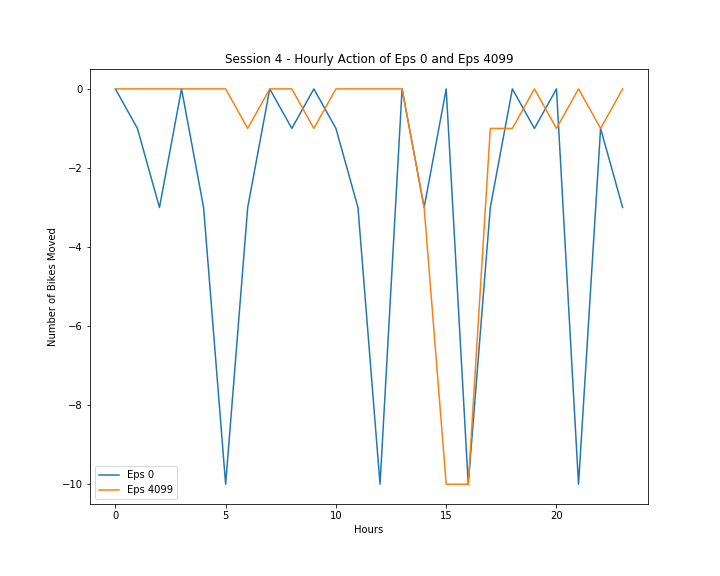 Session 4 - Hourly Action of Eps 0 and Eps 4099
Number of Bikes Moved
0
−2
−4
−6
−8
−10
Eps 0
Eps 4099
0 5 10 15 20
Hours